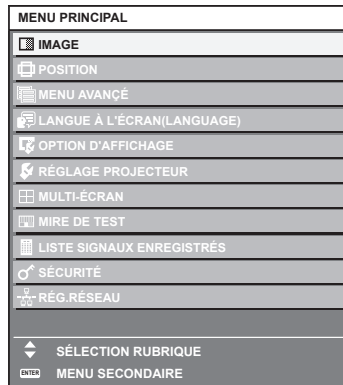 MENU PRINCIPAL
IMAGE
POSITION
MENU AVANÇÉ
LANGUE À L'ÉCRAN(LANGUAGE)
OPTION D'AFFICHAGE
RÉGLAGE PROJECTEUR
MULTI-ÉCRAN
MIRE DE TEST
LISTE SIGNAUX ENREGISTRÉS
SÉCURITÉ
RÉG.RÉSEAU
SÉLECTION RUBRIQUE
ENTER MENU SECONDAIRE